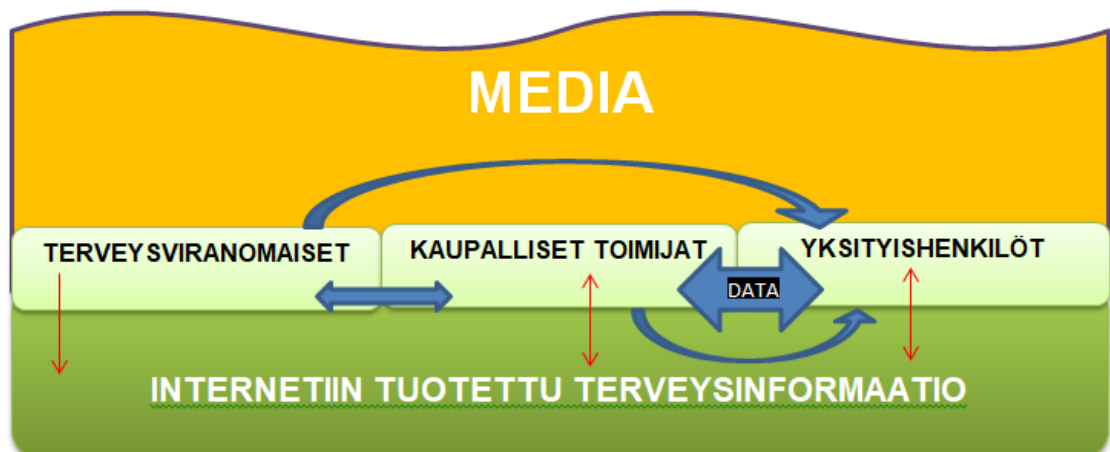 MEDIA
TERVEYSVIRANOMAISET
KAUPALLISET TOIMIJAT
YKSITYISHENKILÖT
DATA
INTERNETIIN TUOTETTU TERVEYSINFORMAATIO